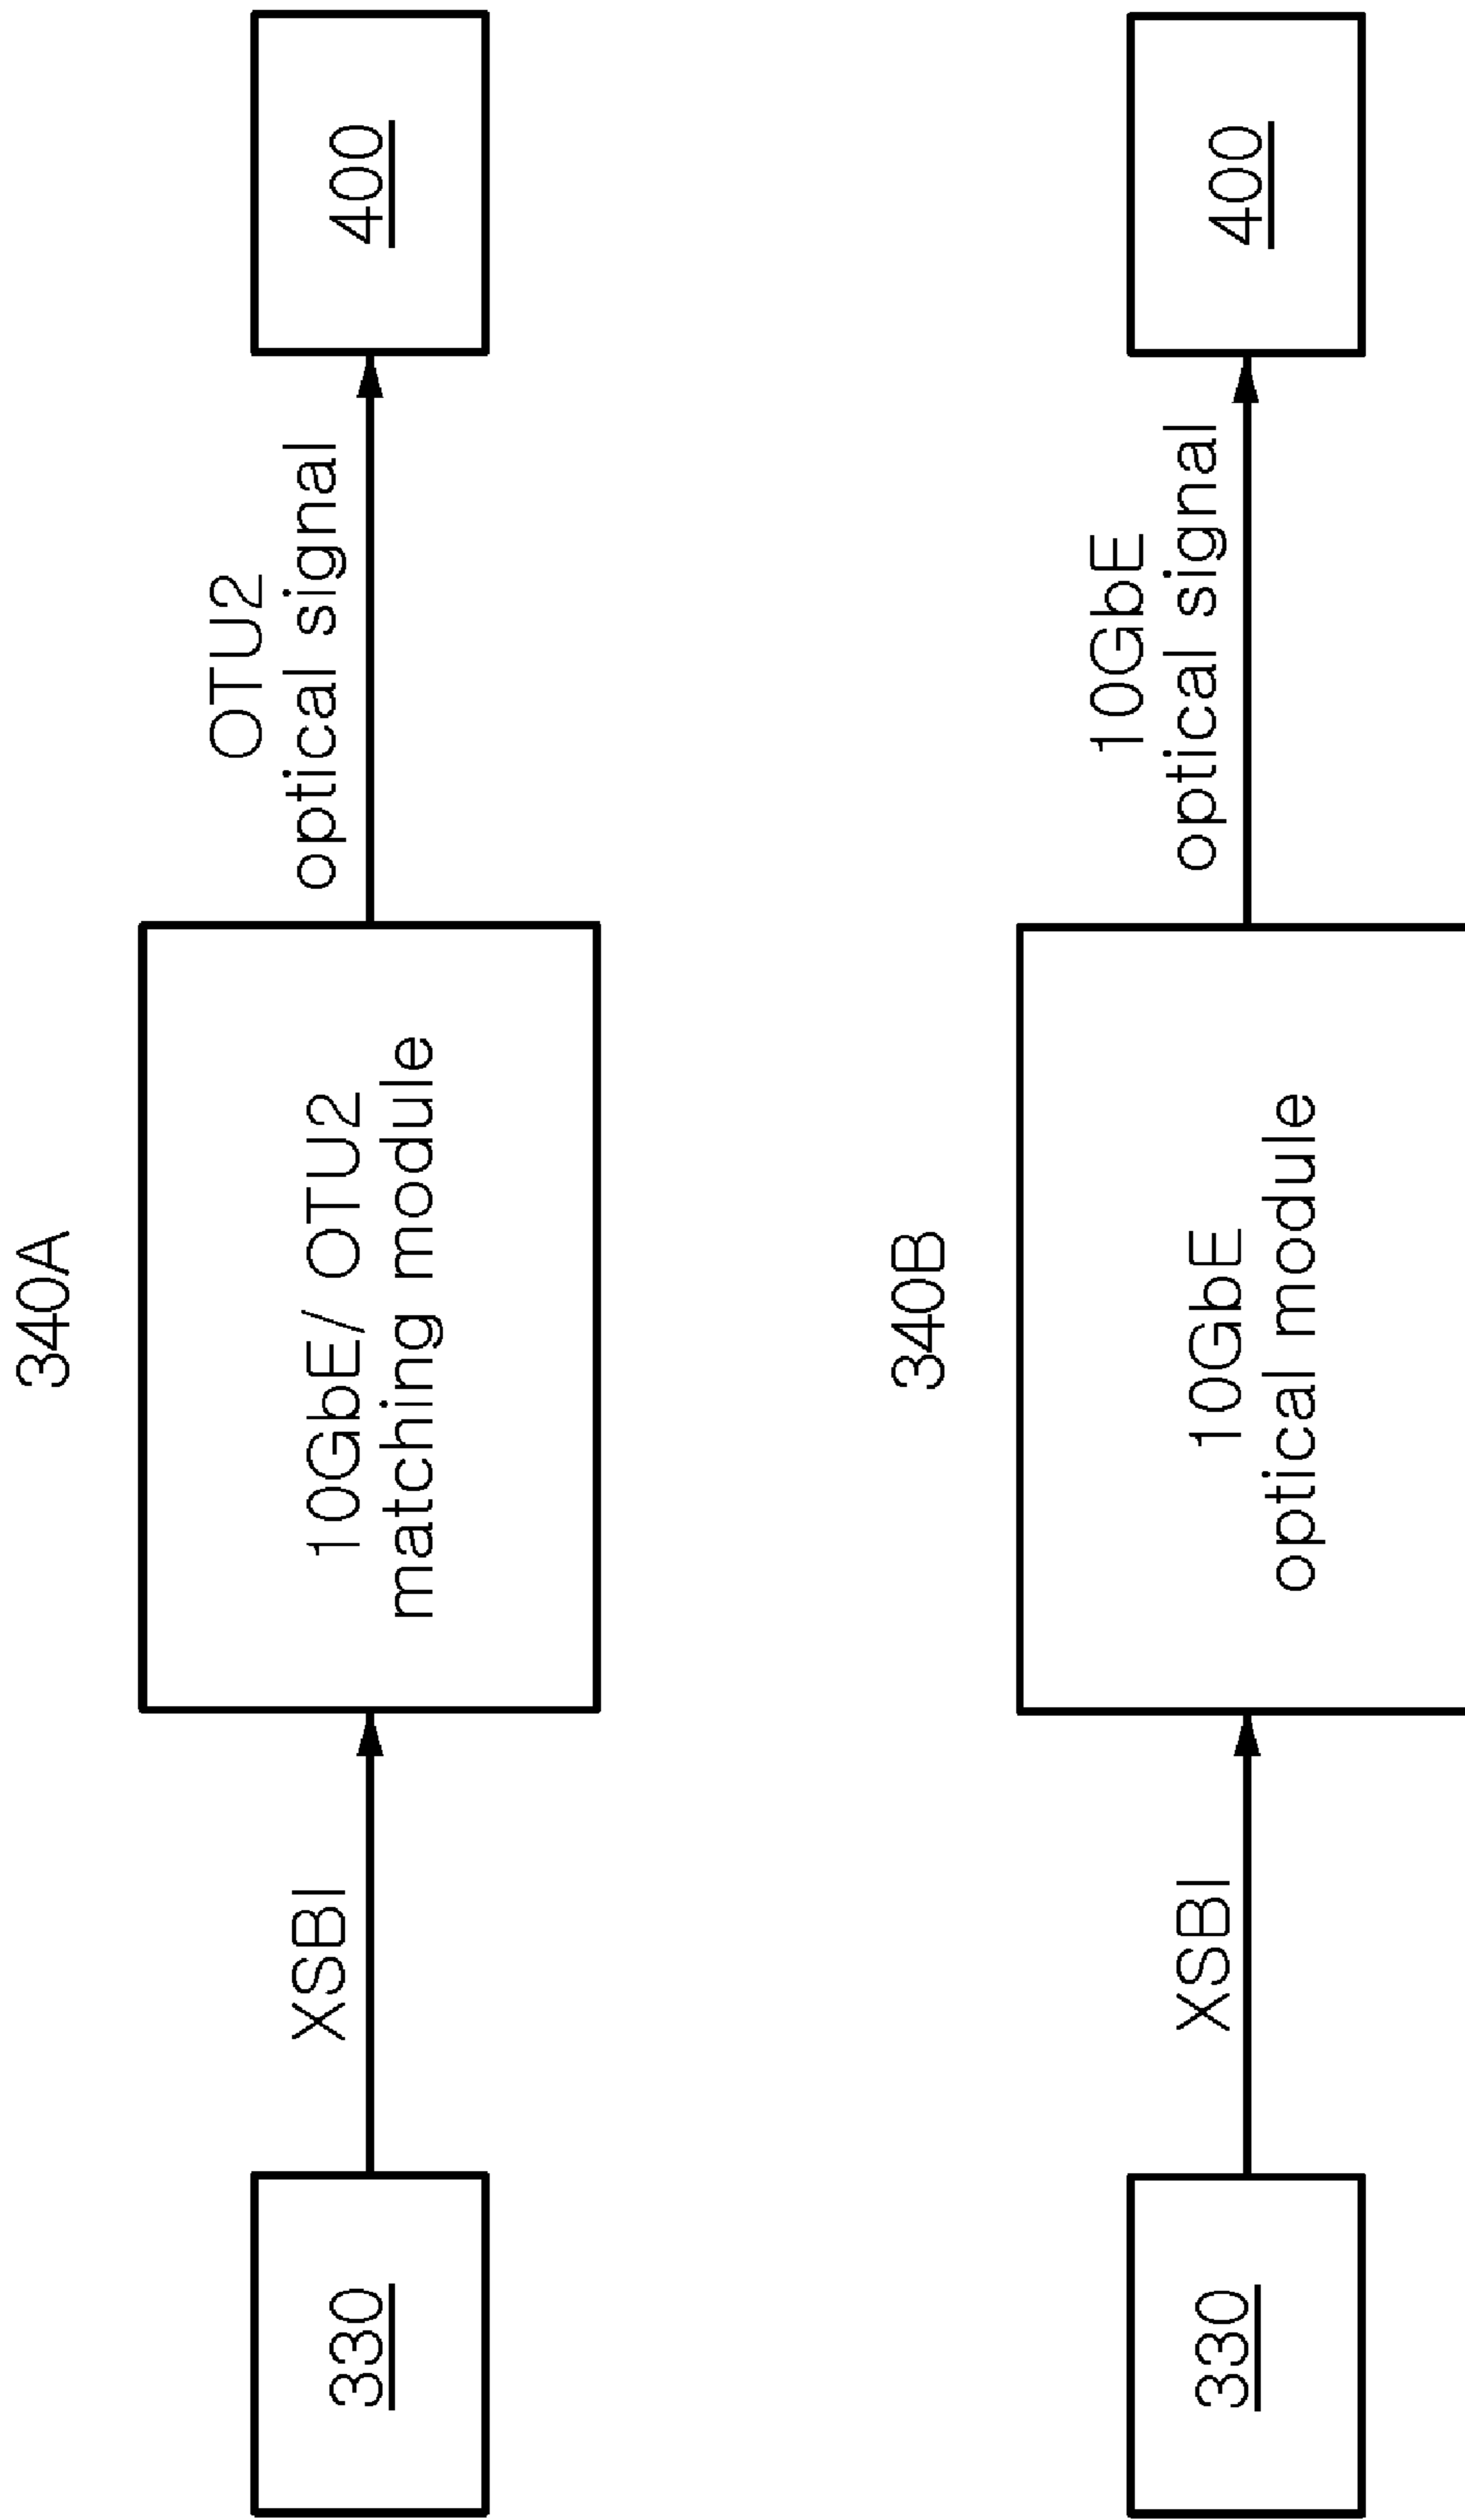 340A
330
XSBI
10GbE/ OTU2
matching module
OTU2
optical signal
400
340B
330
XSBI
10GbE
optical module
10GbE
optical signal
400